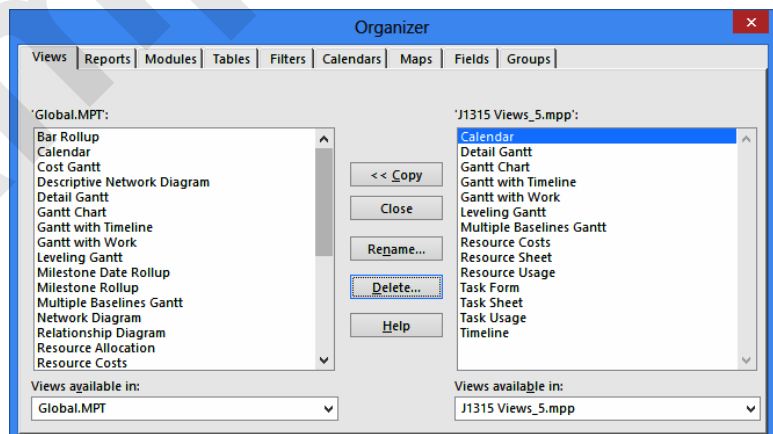 Organizer
Views Reports Modules Tables Filters Calendars Maps Fields Groups
'Global.MPT':
Bar Rollup
Calendar
Cost Gantt
Descriptive Network Diagram
Detail Gantt
Gantt Chart
Gantt with Timeline
Gantt with Work
Leveling Gantt
Milestone Date Rollup
Milestone Rollup
Multiple Baselines Gantt
Network Diagram
Relationship Diagram
Resource Allocation
Resource Costs
Views available in:
Global.MPT
<< Copy
Close
Rename...
Delete...
Help
'J1315 Views_5.mpp':
Calendar
Detail Gantt
Gantt Chart
Gantt with Timeline
Gantt with Work
Leveling Gantt
Multiple Baselines Gantt
Resource Costs
Resource Sheet
Resource Usage
Task Form
Task Sheet
Task Usage
Timeline
Views available in:
J1315 Views_5.mpp